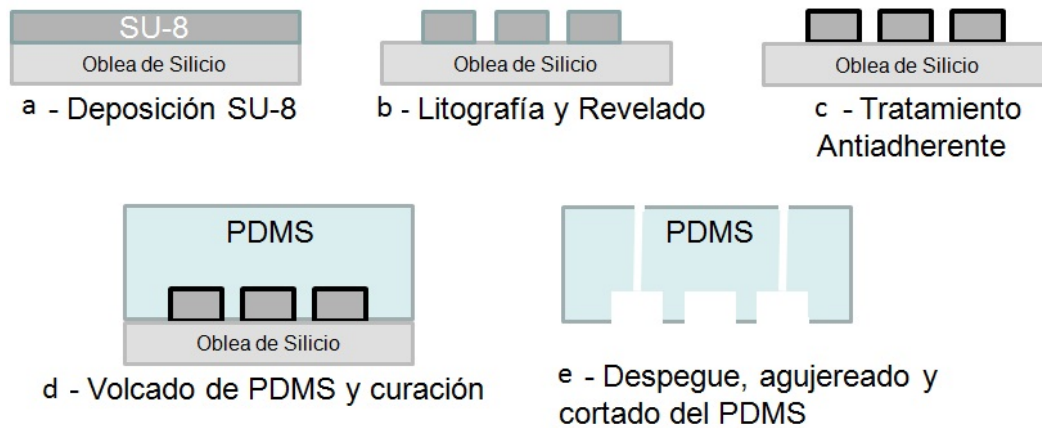 SU-8
Oblea de Silicio
a - Deposición SU-8
Oblea de Silicio
b - Litografía y Revelado
Oblea de Silicio
c - Tratamiento
Antiadherente
PDMS
Oblea de Silicio
d - Volcado de PDMS y curación
PDMS
e - Despegue, agujereado y
cortado del PDMS